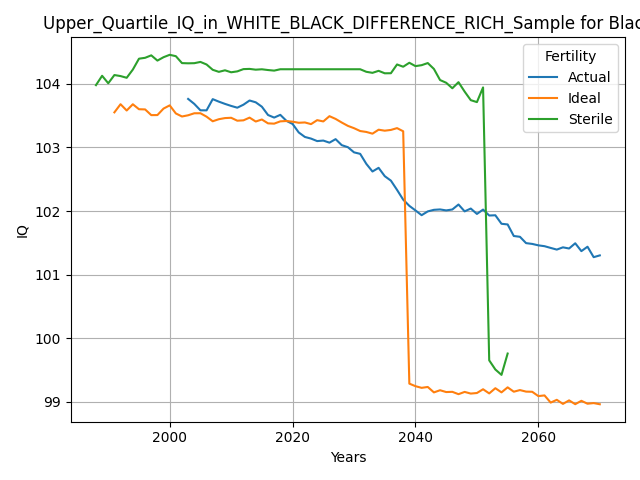 Upper_Quartile_IQ_in_WHITE_BLACK_DIFFERENCE_RICH_Sample for Blac
Fertility
Actual
Ideal
Sterile
104
103
102
101
100
99
IQ
2000
2020
2040
2060
Years